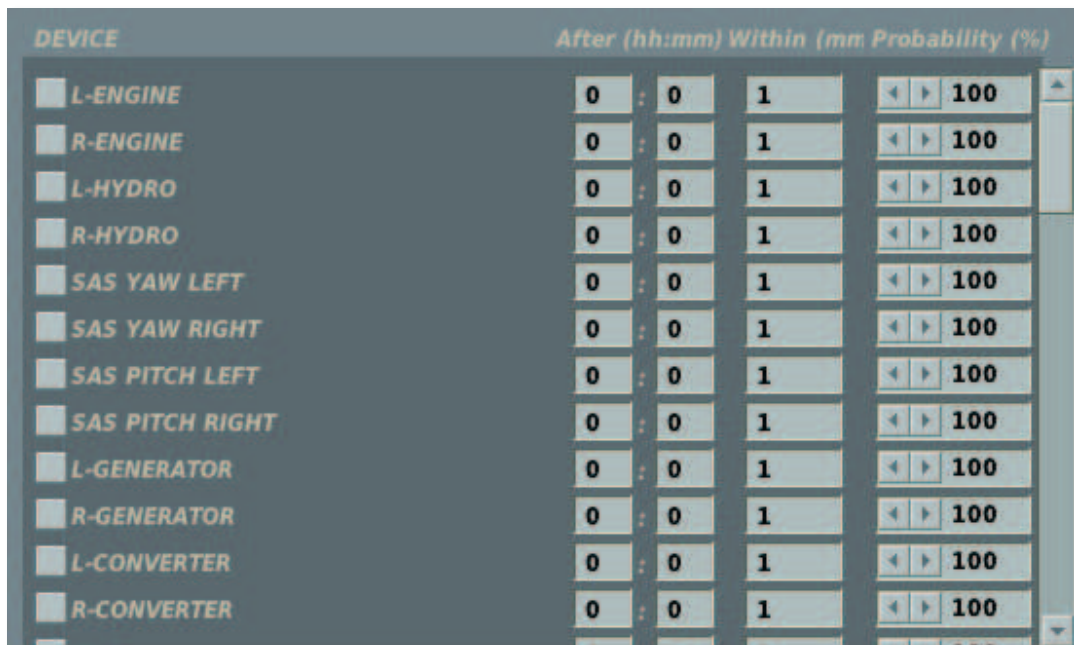 DEVICE After (hh:mm) Within (mm Probability (%)
L-ENGINE 0 : 0 1 100
R-ENGINE 0 : 0 1 100
L-HYDRO 0 : 0 1 100
R-HYDRO 0 : 0 1 100
SAS YAW LEFT 0 : 0 1 100
SAS YAW RIGHT 0 : 0 1 100
SAS PITCH LEFT 0 : 0 1 100
SAS PITCH RIGHT 0 : 0 1 100
L-GENERATOR 0 : 0 1 100
R-GENERATOR 0 : 0 1 100
L-CONVERTER 0 : 0 1 100
R-CONVERTER 0 : 0 1 100